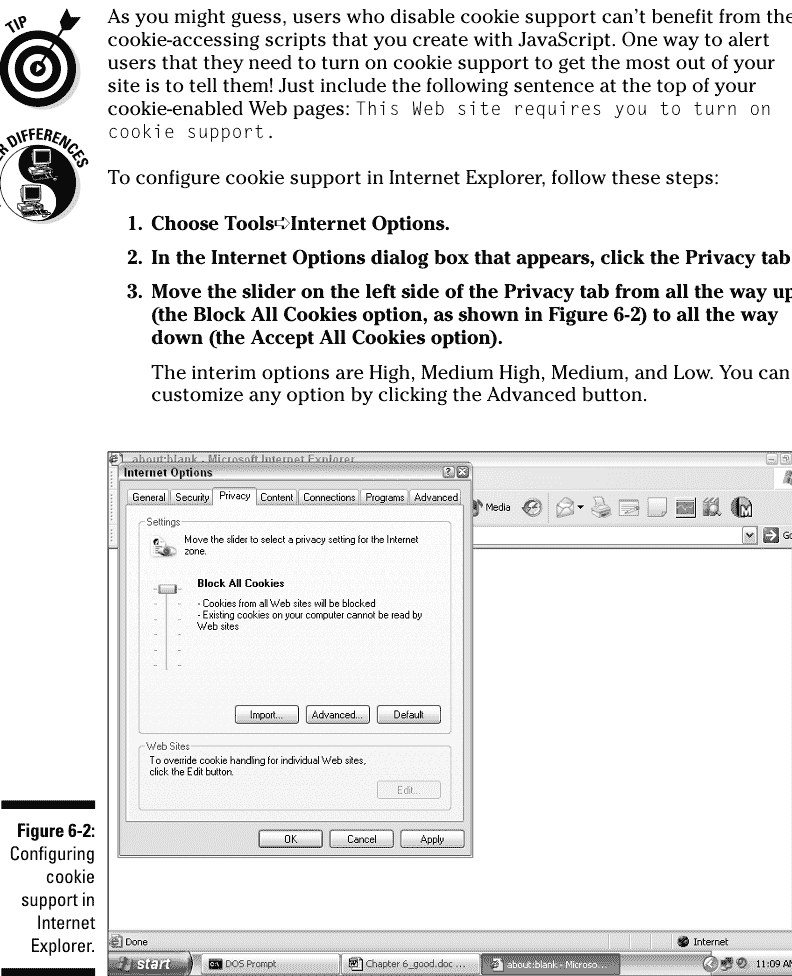 TIP
As you might guess, users who disable cookie support can't benefit from the
cookie-accessing scripts that you create with JavaScript. One way to alert
users that they need to turn on cookie support to get the most out of your
site is to tell them! Just include the following sentence at the top of your
cookie-enabled Web pages: This Web site requires you to turn on
cookie support.
DIFFERENCES
To configure cookie support in Internet Explorer, follow these steps:
1. Choose Tools➪Internet Options.
2. In the Internet Options dialog box that appears, click the Privacy tab
3. Move the slider on the left side of the Privacy tab from all the way up
(the Block All Cookies option, as shown in Figure 6-2) to all the way
down (the Accept All Cookies option).
The interim options are High, Medium High, Medium, and Low. You can
customize any option by clicking the Advanced button.
about:blank - Microsoft Internet Explorer
Internet Options
General Security Privacy Content Connections Programs Advanced
Media
Settings
Move the slider to select a privacy setting for the Internet
zone.
Go
Block All Cookies
- Cookies from all Web sites will be blocked
- Existing cookies on your computer cannot be read by
Web sites
Import... Advanced... Default
Web Sites
To override cookie handling for individual Web sites,
click the Edit button.
Edit...
OK Cancel Apply
Figure 6-2:
Configuring
cookie
support in
Internet
Explorer.
Done Internet
start DOS Prompt Chapter 6_good.doc ... about:blank - Microso... 11:09 AM